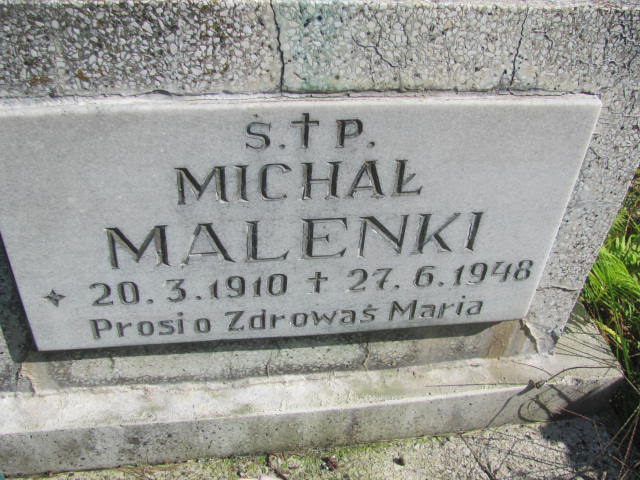 Ś.✝P.
MICHAŁ
MALENKI
✦ 20.3.1910 ✝ 27.6.1948
Prosi o Zdrowaś Maria